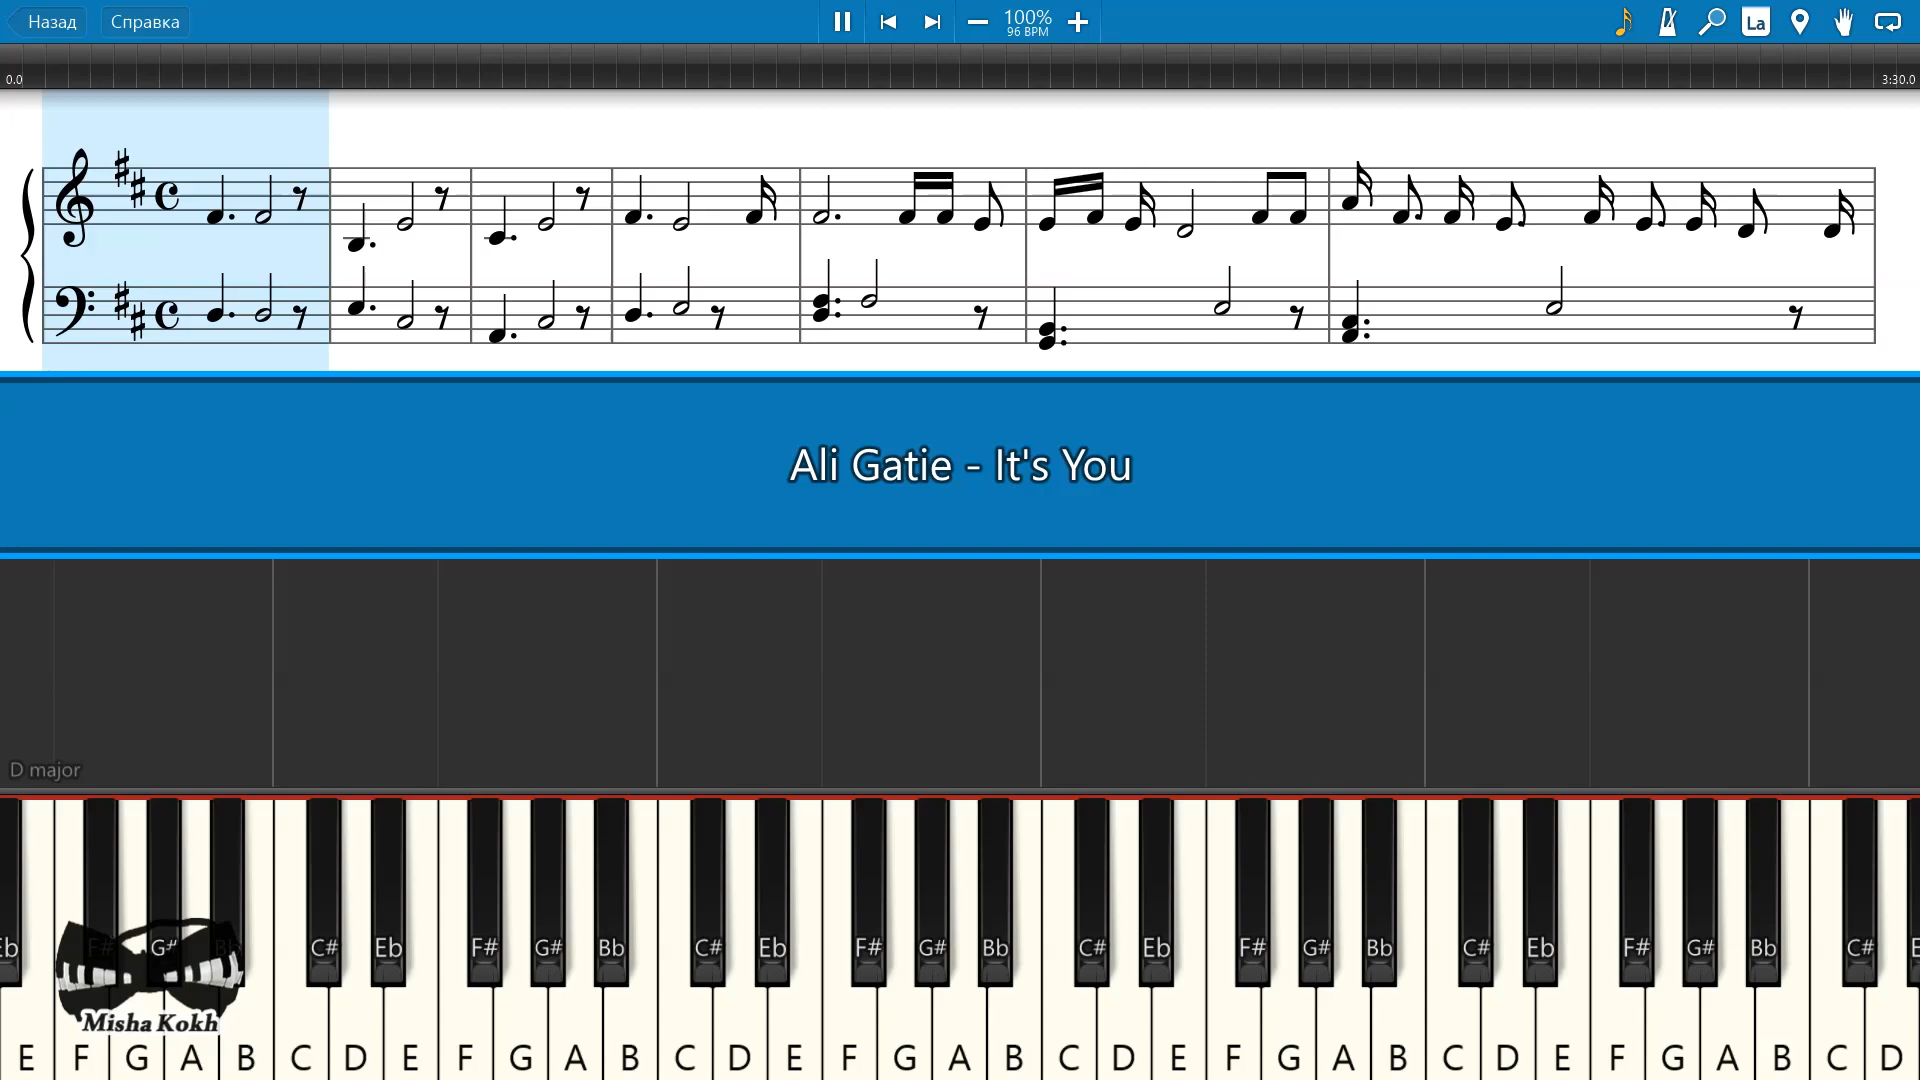 Назад Справка 100% La
96 BPM
0.0 3:30.0
Ali Gatie - It's You
D major
Eb F# G# Bb C# Eb F# G# Bb C# Eb F# G# Bb C# Eb F# G# Bb C# Eb F# G# Bb C# E
Misha Kokh
E F G A B C D E F G A B C D E F G A B C D E F G A B C D E F G A B C D